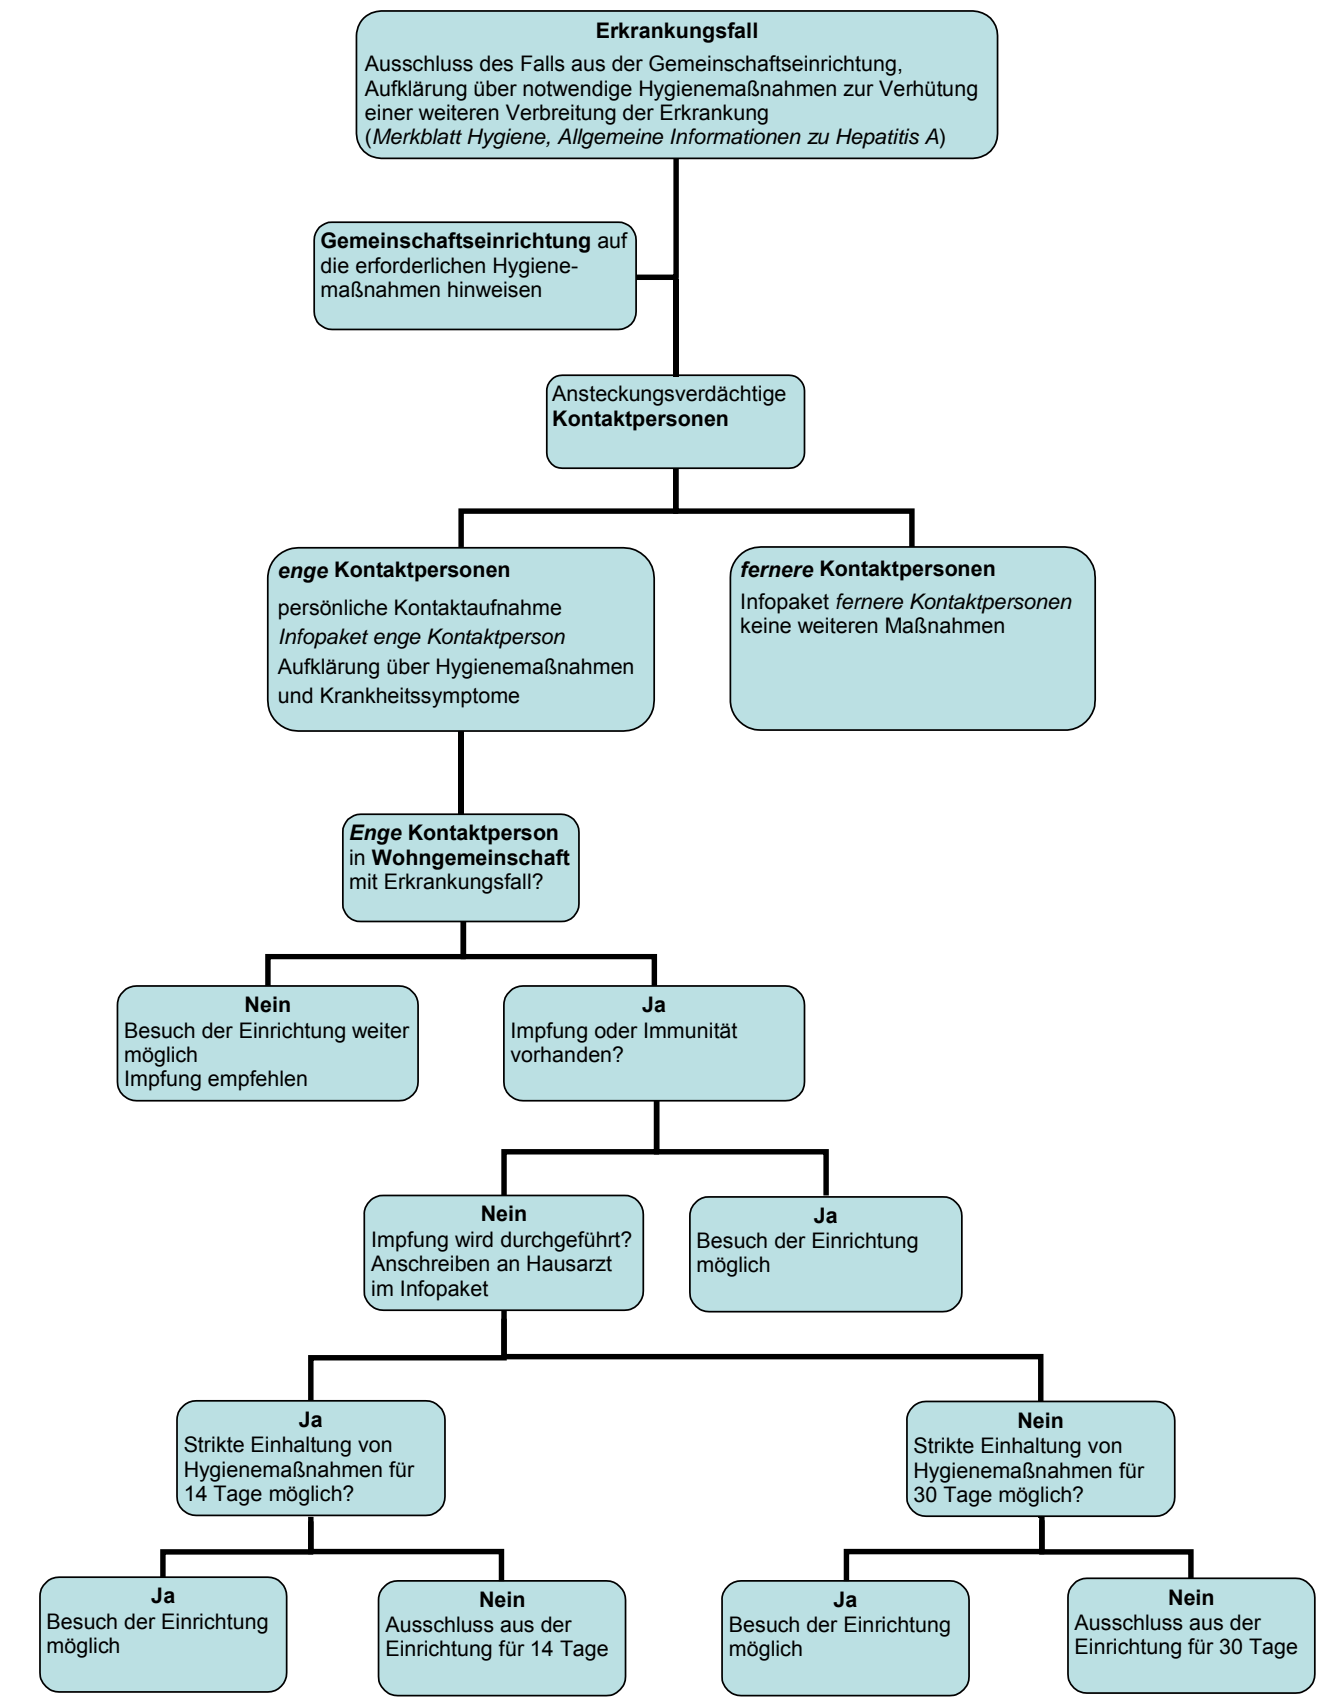 Erkrankungsfall
Ausschluss des Falls aus der Gemeinschaftseinrichtung,
Aufklärung über notwendige Hygienemaßnahmen zur Verhütung
einer weiteren Verbreitung der Erkrankung
(Merkblatt Hygiene, Allgemeine Informationen zu Hepatitis A)
Gemeinschaftseinrichtung auf
die erforderlichen Hygiene-
maßnahmen hinweisen
Ansteckungsverdächtige
Kontaktpersonen
enge Kontaktpersonen
persönliche Kontaktaufnahme
Infopaket enge Kontaktperson
Aufklärung über Hygienemaßnahmen
und Krankheitssymptome
fernere Kontaktpersonen
Infopaket fernere Kontaktpersonen
keine weiteren Maßnahmen
Enge Kontaktperson
in Wohngemeinschaft
mit Erkrankungsfall?
Nein
Besuch der Einrichtung weiter
möglich
Impfung empfehlen
Ja
Impfung oder Immunität
vorhanden?
Nein
Impfung wird durchgeführt?
Anschreiben an Hausarzt
im Infopaket
Ja
Besuch der Einrichtung
möglich
Ja
Strikte Einhaltung von
Hygienemaßnahmen für
14 Tage möglich?
Nein
Strikte Einhaltung von
Hygienemaßnahmen für
30 Tage möglich?
Ja
Besuch der Einrichtung
möglich
Nein
Ausschluss aus der
Einrichtung für 14 Tage
Ja
Besuch der Einrichtung
möglich
Nein
Ausschluss aus der
Einrichtung für 30 Tage